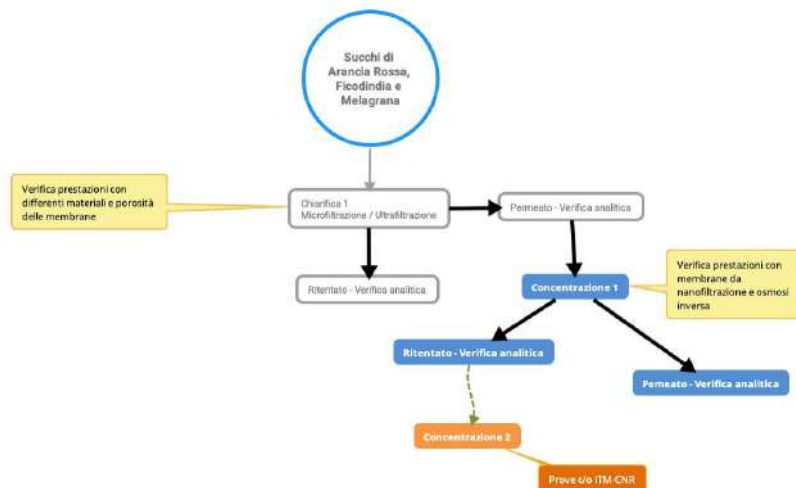 Succhi di
Arancia Rossa,
Ficodindia e
Melagrana
Verifica prestazioni con
differenti materiali e porosità
delle membrane
Chiarifica 1
Microfiltrazione / Ultrafiltrazione
Permeato - Verifica analitica
Ritentato - Verifica analitica
Verifica prestazioni con
membrane da
nanofiltrazione e osmosi
inversa
Concentrazione 1
Ritentato - Verifica analitica
Pemeato - Verifica analitica
Concentrazione 2
Prove c/o ITM-CNR